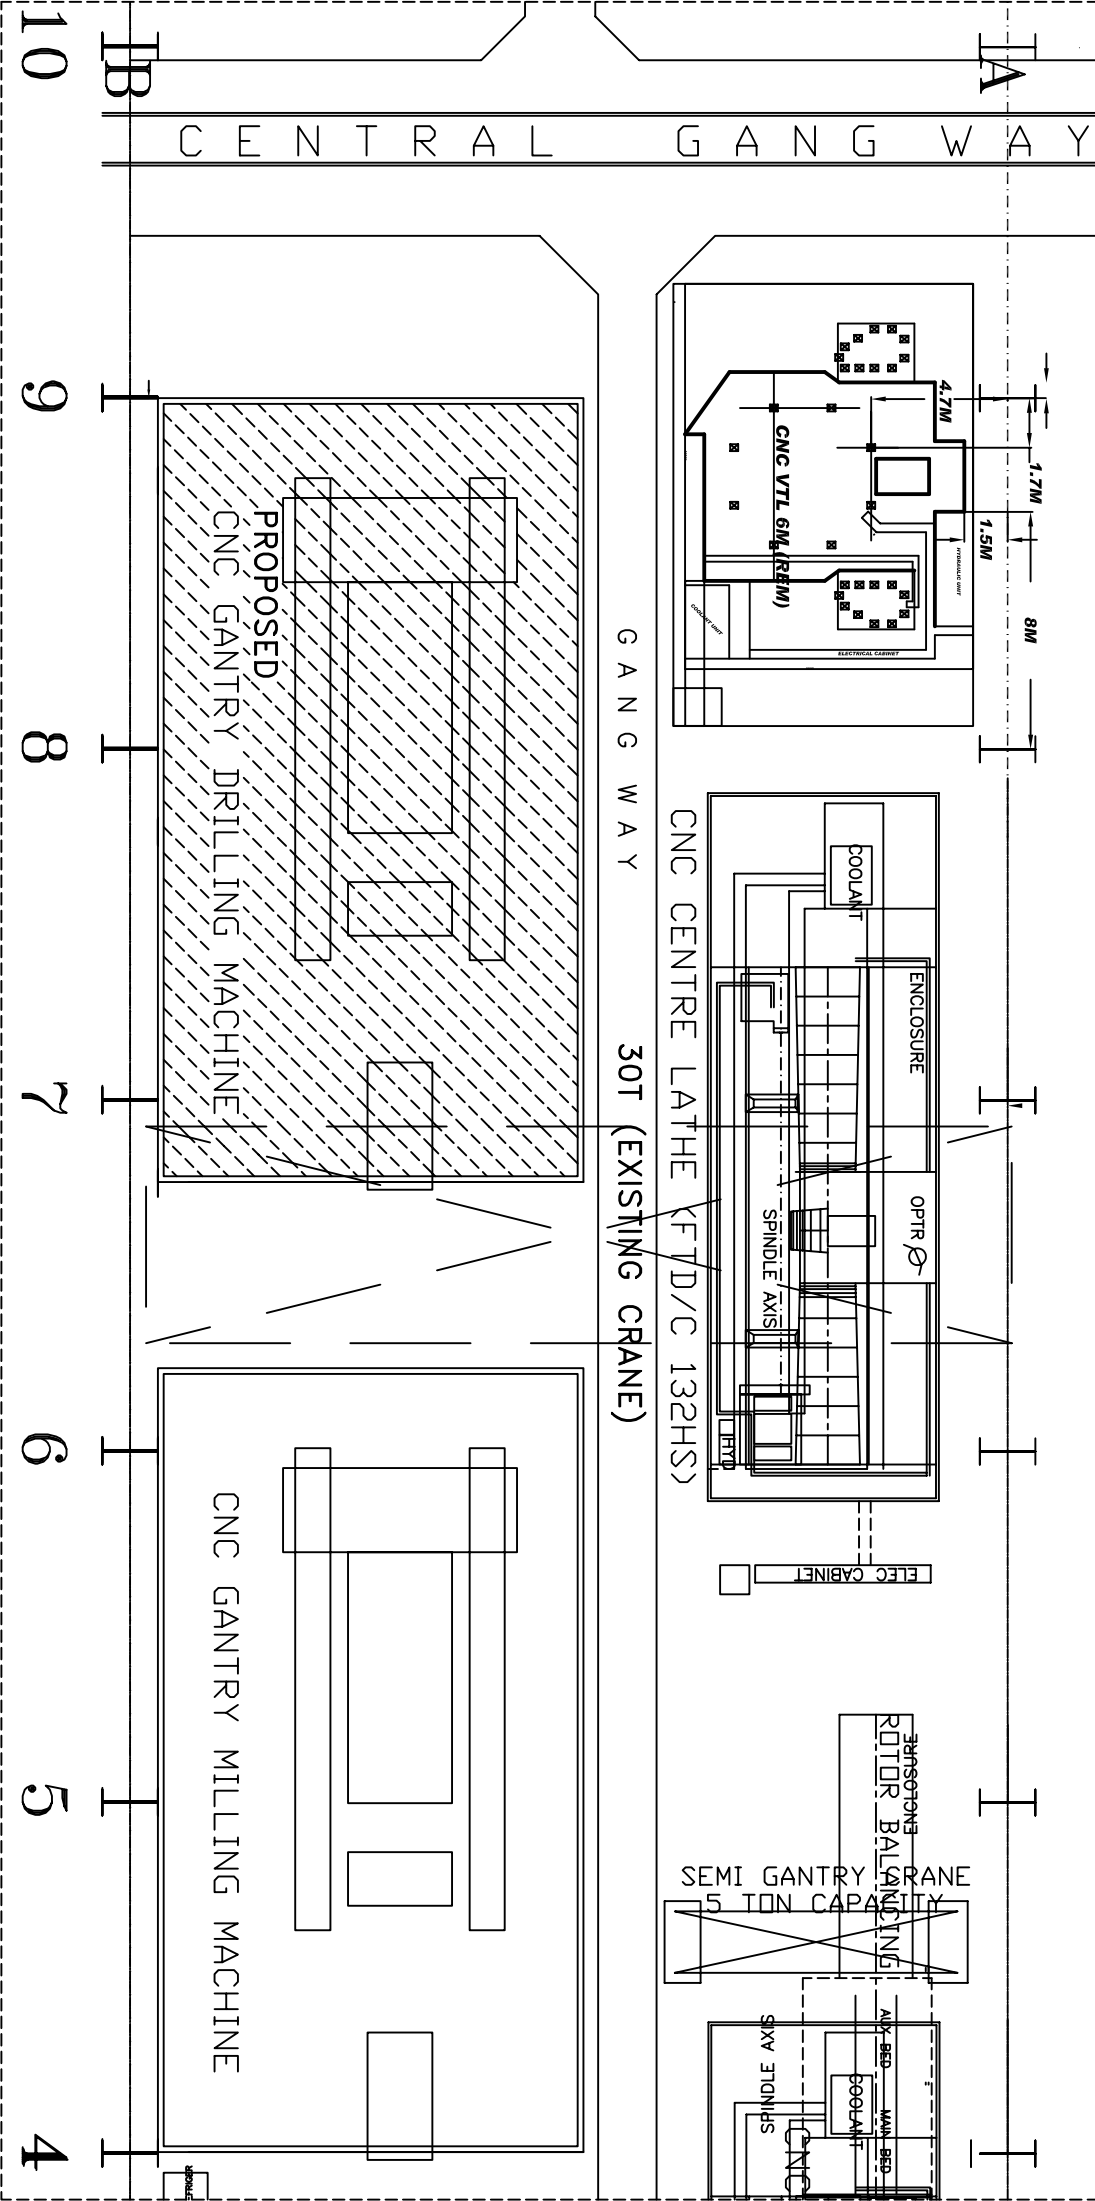 10
B
A
CENTRAL GANG WAY
9
4.7M
1.7M
1.5M
8M
CNC VTL 6M (REM)
HYDRAULIC UNIT
COOLANT UNIT
ELECTRICAL CABINET
PROPOSED
CNC GANTRY DRILLING MACHINE
GANG WAY
8
CNC CENTRE LATHE (FTD/C 132HS)
COOLANT
ENCLOSURE
30T (EXISTING CRANE)
7
SPINDLE AXIS
OPTR
HYD
ELEC CABINET
6
CNC GANTRY MILLING MACHINE
5
ROTOR BALANCING
ENCLOSURE
SEMI GANTRY CRANE
5 TON CAPACITY
SPINDLE AXIS
AUX BED
MAIN BED
COOLANT
CNC
4